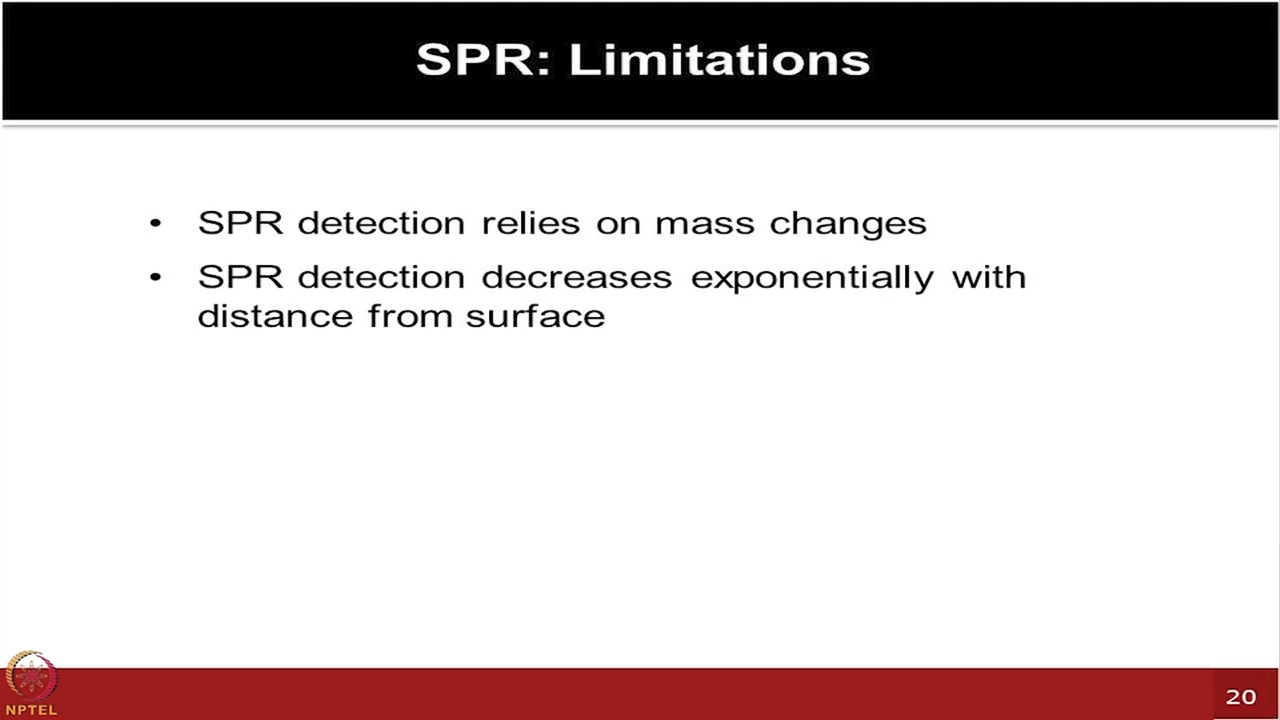 SPR: Limitations
• SPR detection relies on mass changes
• SPR detection decreases exponentially with
distance from surface
NPTEL
20